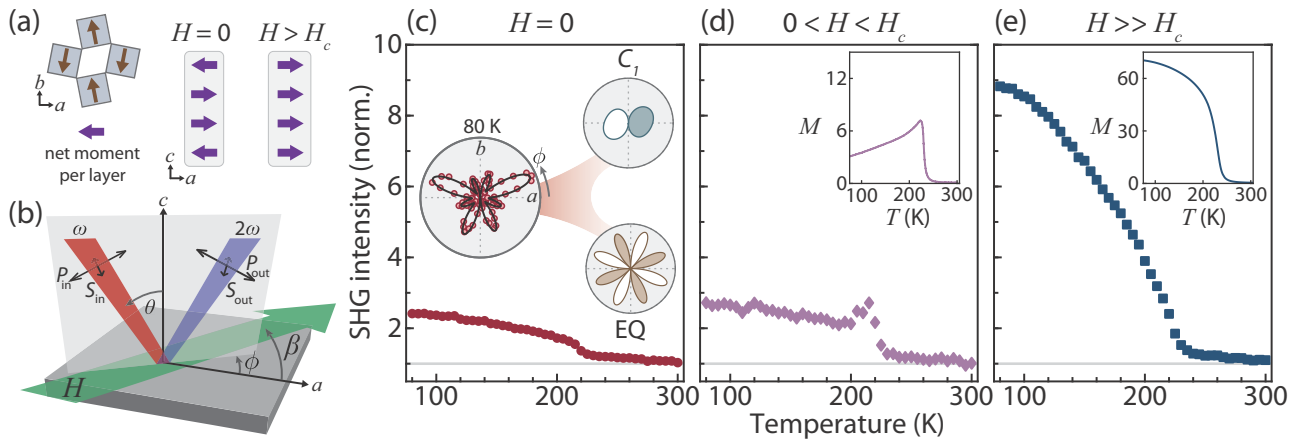 (a)
b
a
H = 0
H > H_c
net moment
per layer
c
a
(b)
c
ω
2ω
P_in
S_in
P_out
S_out
θ
ϕ
β
a
H
(c)
H = 0
SHG intensity (norm.)
10
8
6
4
2
80 K
b
a
ϕ
C_1
EQ
100
200
300
(d)
0 < H < H_c
M
12
6
0
100
200
300
T (K)
100
200
300
Temperature (K)
(e)
H >> H_c
M
60
30
0
100
200
300
T (K)
100
200
300